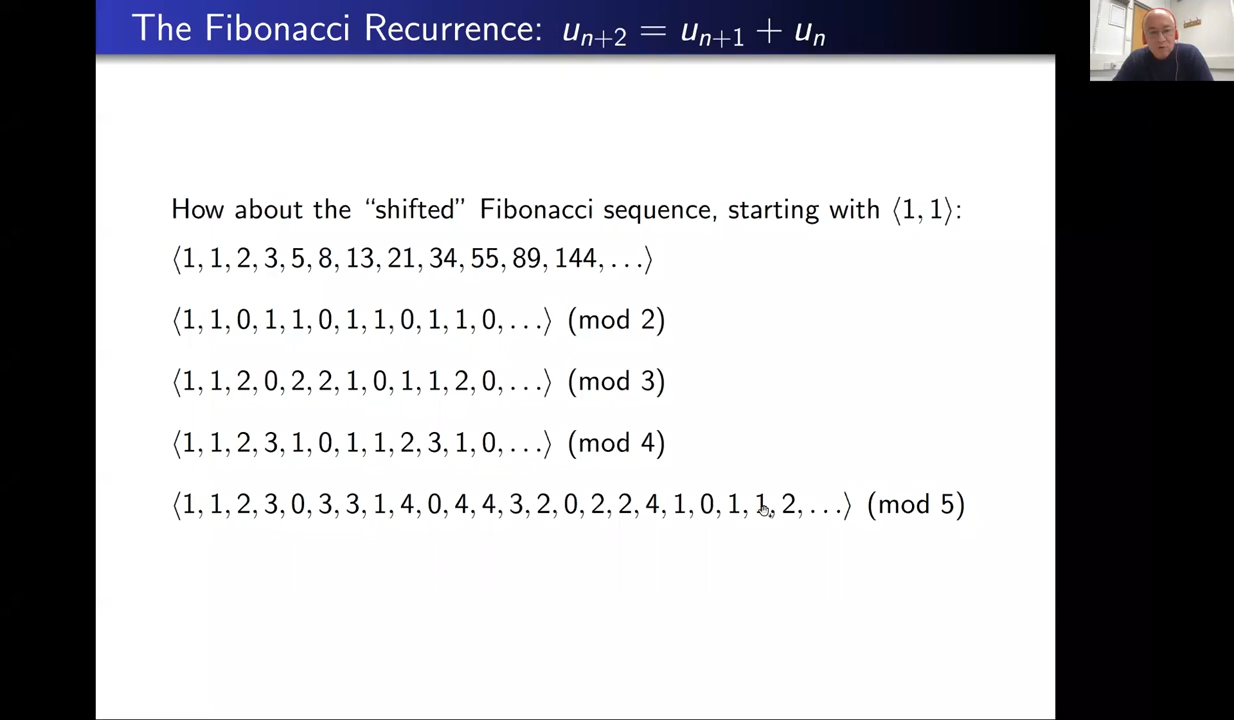 The Fibonacci Recurrence: uₙ₊₂ = uₙ₊₁ + uₙ
How about the “shifted” Fibonacci sequence, starting with ⟨1, 1⟩:
⟨1, 1, 2, 3, 5, 8, 13, 21, 34, 55, 89, 144, . . .⟩
⟨1, 1, 0, 1, 1, 0, 1, 1, 0, 1, 1, 0, . . .⟩ (mod 2)
⟨1, 1, 2, 0, 2, 2, 1, 0, 1, 1, 2, 0, . . .⟩ (mod 3)
⟨1, 1, 2, 3, 1, 0, 1, 1, 2, 3, 1, 0, . . .⟩ (mod 4)
⟨1, 1, 2, 3, 0, 3, 3, 1, 4, 0, 4, 4, 3, 2, 0, 2, 2, 4, 1, 0, 1, 1, 2, . . .⟩ (mod 5)